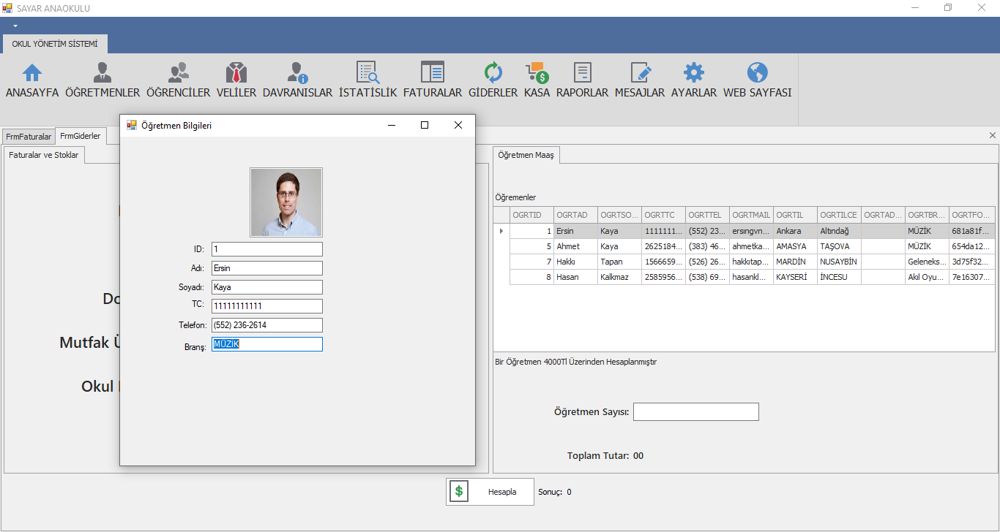 SAYAR ANAOKULU
OKUL YÖNETİM SİSTEMİ
ANASAYFA ÖĞRETMENLER ÖĞRENCİLER VELİLER DAVRANISLAR İSTATİSLİK FATURALAR GİDERLER KASA RAPORLAR MESAJLAR AYARLAR WEB SAYFASI
FrmFaturalar FrmGiderler
Faturalar ve Stoklar
Mutfak Ü
Okul
Öğretmen Bilgileri
ID: 1
Adı: Ersin
Soyadı: Kaya
TC: 11111111111
Telefon: (552) 236-2614
Branş: MÜZİK
Öğretmen Maaş
Öğremenler
OGRTID OGRTAD OGRTSO... OGRTTC OGRTTEL OGRTMAIL OGRTIL OGRTILCE OGRTAD... OGRTBR... OGRTFO...
1 Ersin Kaya 1111111... (552) 23... ersingvn... Ankara Altındağ MÜZİK 681a81f...
5 Ahmet Kaya 2625184... (383) 46... ahmetka... AMASYA TAŞOVA MÜZİK 654da12...
7 Hakkı Tapan 1566659... (526) 26... hakkıtap... MARDİN NUSAYBİN Geleneks... 3d75f32...
8 Hasan Kalkmaz 2585956... (538) 69... hasankl... KAYSERİ İNCESU Akıl Oyu... 7e16307...
Bir Öğretmen 4000Tl Üzerinden Hesaplanmıştır
Öğretmen Sayısı:
Toplam Tutar: 00
Hesapla Sonuç: 0